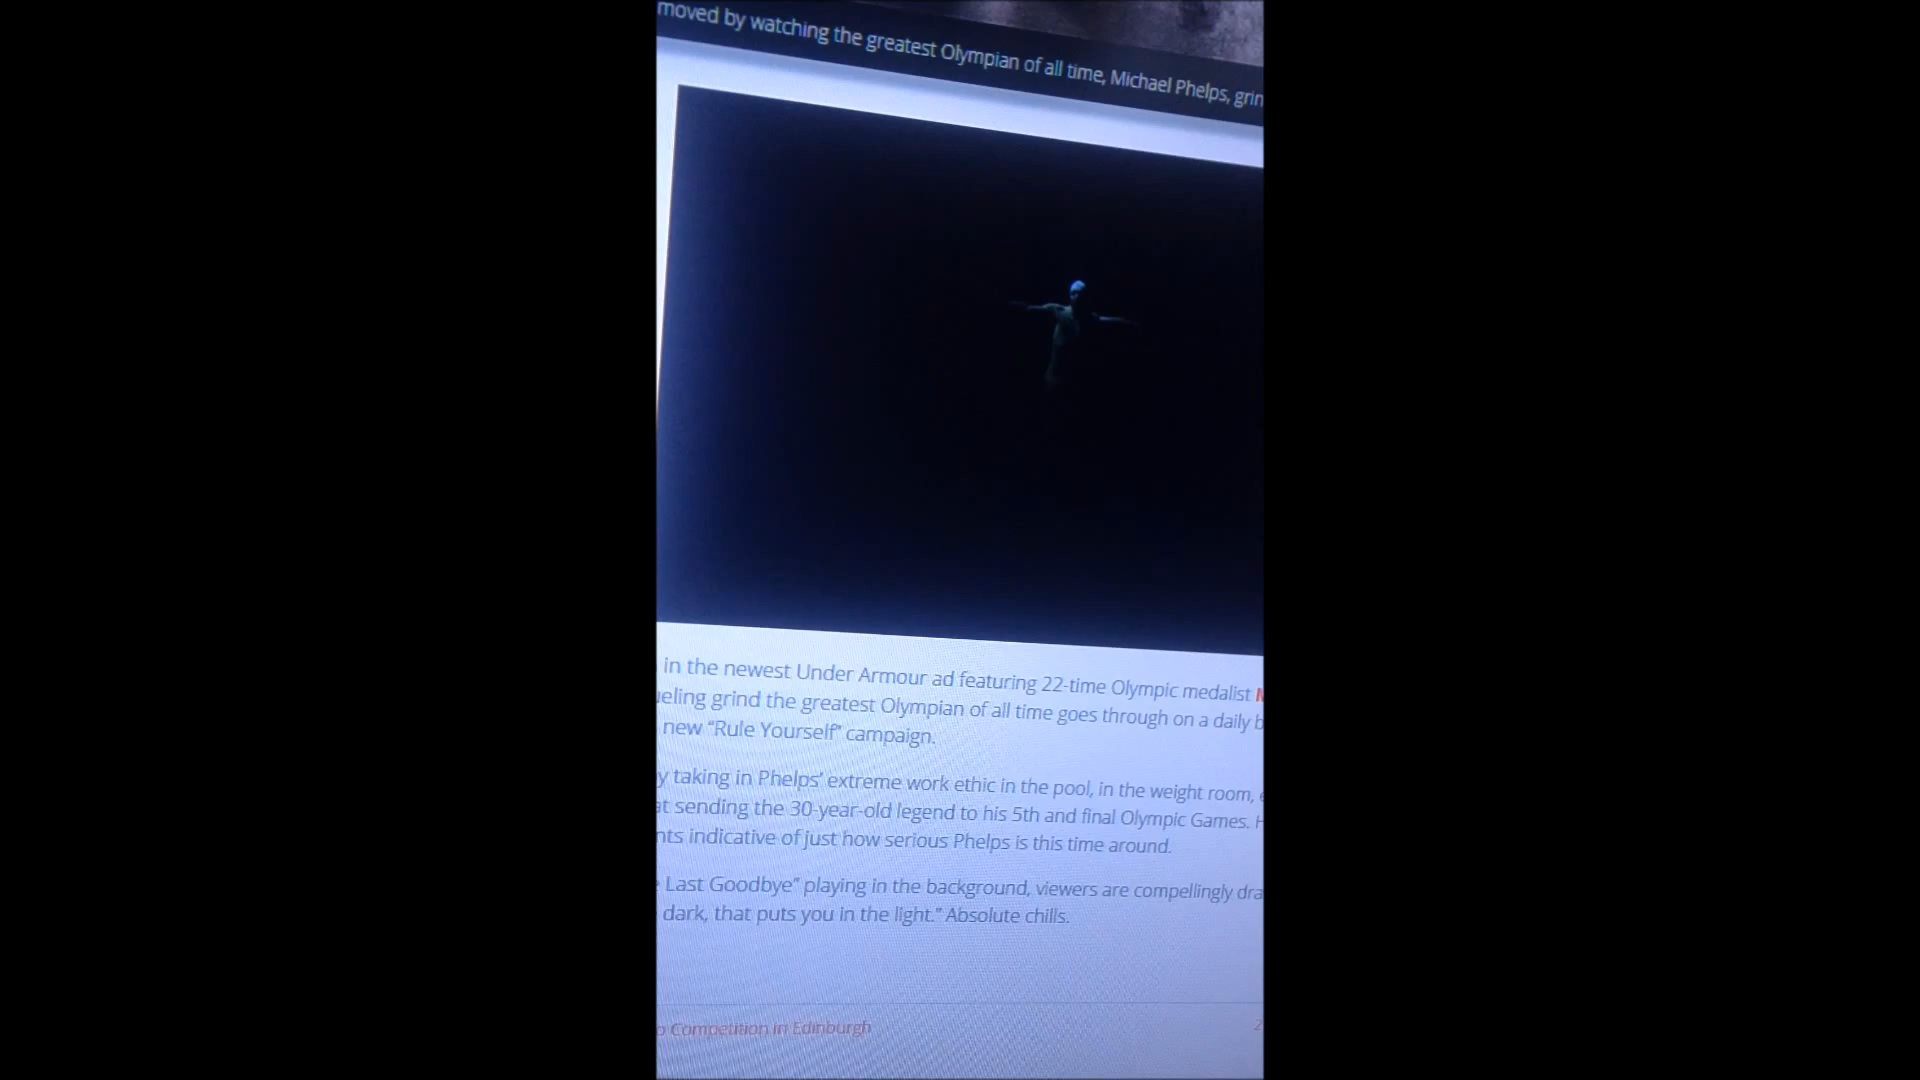 moved by watching the greatest Olympian of all time, Michael Phelps, grin
in the newest Under Armour ad featuring 22-time Olympic medalist M
eling grind the greatest Olympian of all time goes through on a daily b
new “Rule Yourself” campaign.
y taking in Phelps’ extreme work ethic in the pool, in the weight room, e
at sending the 30-year-old legend to his 5th and final Olympic Games. H
nts indicative of just how serious Phelps is this time around.
Last Goodbye” playing in the background, viewers are compellingly dra
dark, that puts you in the light.” Absolute chills.
Competition in Edinburgh
2